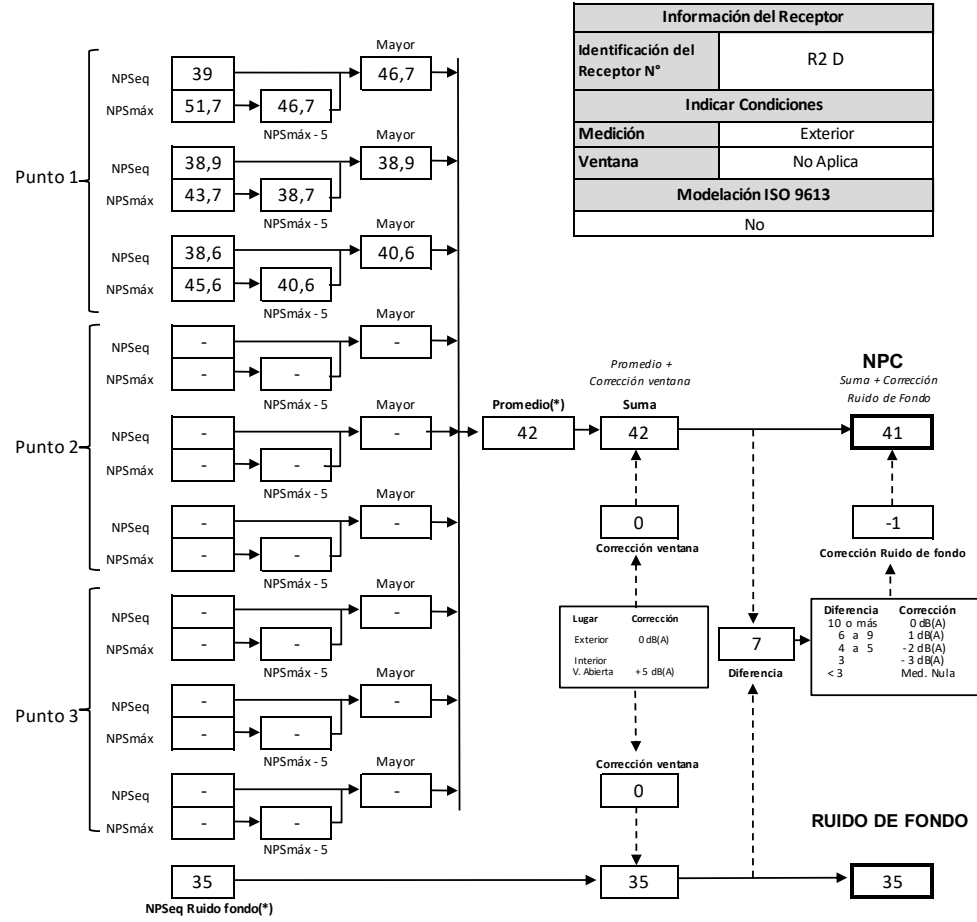 Información del Receptor
Identificación del Receptor N° R2 D
Indicar Condiciones
Medición Exterior
Ventana No Aplica
Modelación ISO 9613
No
Punto 1
Mayor
NPSeq 39 46,7
NPSmáx 51,7 46,7
NPSmáx - 5
Mayor
NPSeq 38,9 38,9
NPSmáx 43,7 38,7
NPSmáx - 5
Mayor
NPSeq 38,6 40,6
NPSmáx 45,6 40,6
NPSmáx - 5
Punto 2
Mayor
NPSeq - -
NPSmáx - -
NPSmáx - 5
Mayor
NPSeq - -
NPSmáx - -
NPSmáx - 5
Mayor
NPSeq - -
NPSmáx - -
NPSmáx - 5
Punto 3
Mayor
NPSeq - -
NPSmáx - -
NPSmáx - 5
Mayor
NPSeq - -
NPSmáx - -
NPSmáx - 5
Mayor
NPSeq - -
NPSmáx - -
NPSmáx - 5
Promedio(*)
42
Promedio +
Corrección ventana
Suma
42
0
Corrección ventana
Lugar Corrección
Exterior 0 dB(A)
Interior
V. Abierta + 5 dB(A)
Corrección ventana
0
NPC
Suma + Corrección
Ruido de Fondo
41
-1
Corrección Ruido de fondo
7
Diferencia
Diferencia Corrección
10 o más 0 dB(A)
6 a 9 1 dB(A)
4 a 5 -2 dB(A)
3 - 3 dB(A)
< 3 Med. Nula
RUIDO DE FONDO
35 35 35
NPSeq Ruido fondo(*)